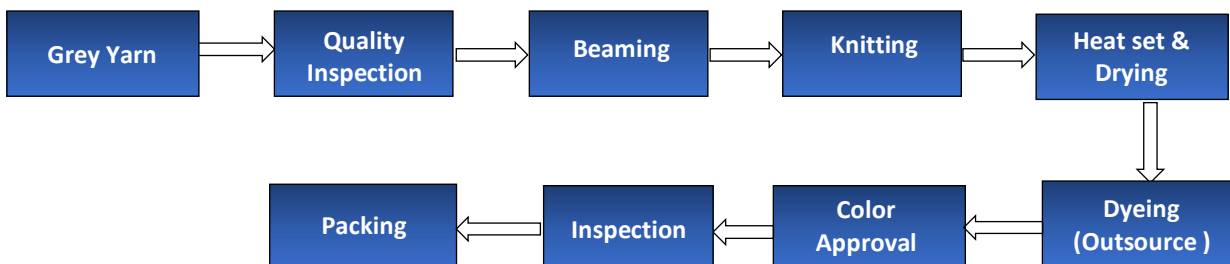 Grey Yarn
Quality
Inspection
Beaming
Knitting
Heat set &
Drying
Dyeing
(Outsource )
Color
Approval
Inspection
Packing